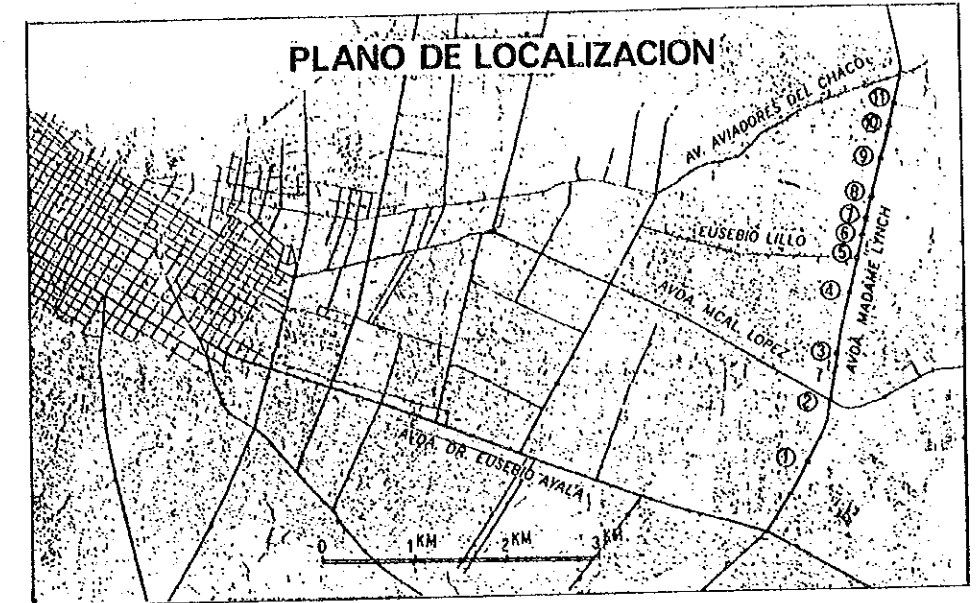 PLANO DE LOCALIZACION
AV. AVIADORES DEL CHACO
11
10
9
8
7
EUSEBIO LILLO
6
5
AVDA. MADAME LYNCH
4
AVDA. MCAL. LOPEZ
3
2
1
AVDA. DR. EUSEBIO AYALA
0 1 KM 2 KM 3 KM